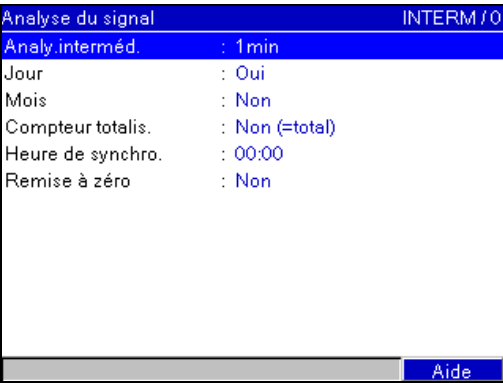 Analyse du signal INTERM / 0
Analy.interméd. : 1min
Jour : Oui
Mois : Non
Compteur totalis. : Non (=total)
Heure de synchro. : 00:00
Remise à zéro : Non
Aide